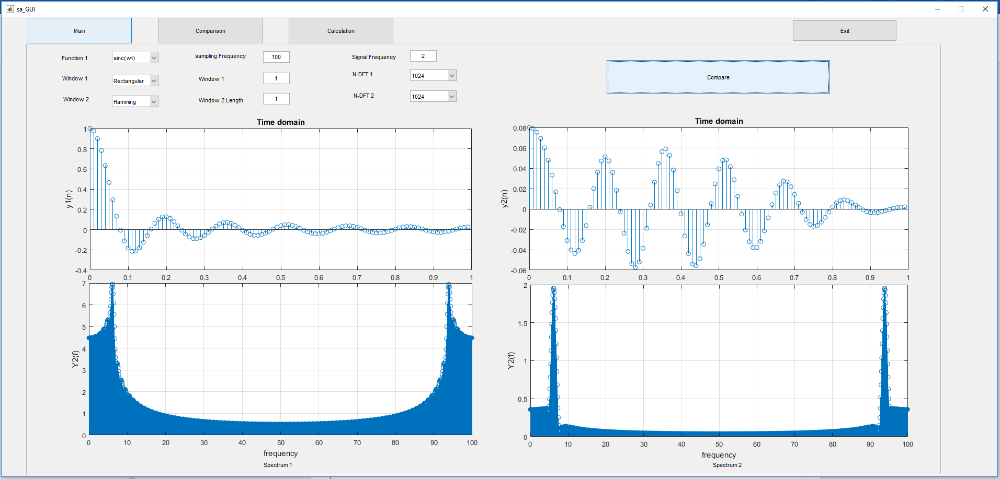 sa_GUI
Main Comparison Calculation Exit
Function 1 sinc(wt) sampling Frequency 100 Signal Frequency 2
Window 1 Rectangular Window 1 1 N-DFT 1 1024
Compare
Window 2 Hamming Window 2 Length 1 N-DFT 2 1024
Time domain
1
0.8
0.6
0.4
0.2
0
-0.2
-0.4
y1(n)
0 0.1 0.2 0.3 0.4 0.5 0.6 0.7 0.8 0.9 1
Time domain
0.08
0.06
0.04
0.02
0
-0.02
-0.04
-0.06
y2(n)
0 0.1 0.2 0.3 0.4 0.5 0.6 0.7 0.8 0.9 1
7
6
5
4
3
2
1
0
Y2(f)
0 10 20 30 40 50 60 70 80 90 100
frequency
Spectrum 1
2
1.5
1
0.5
0
Y2(f)
0 10 20 30 40 50 60 70 80 90 100
frequency
Spectrum 2